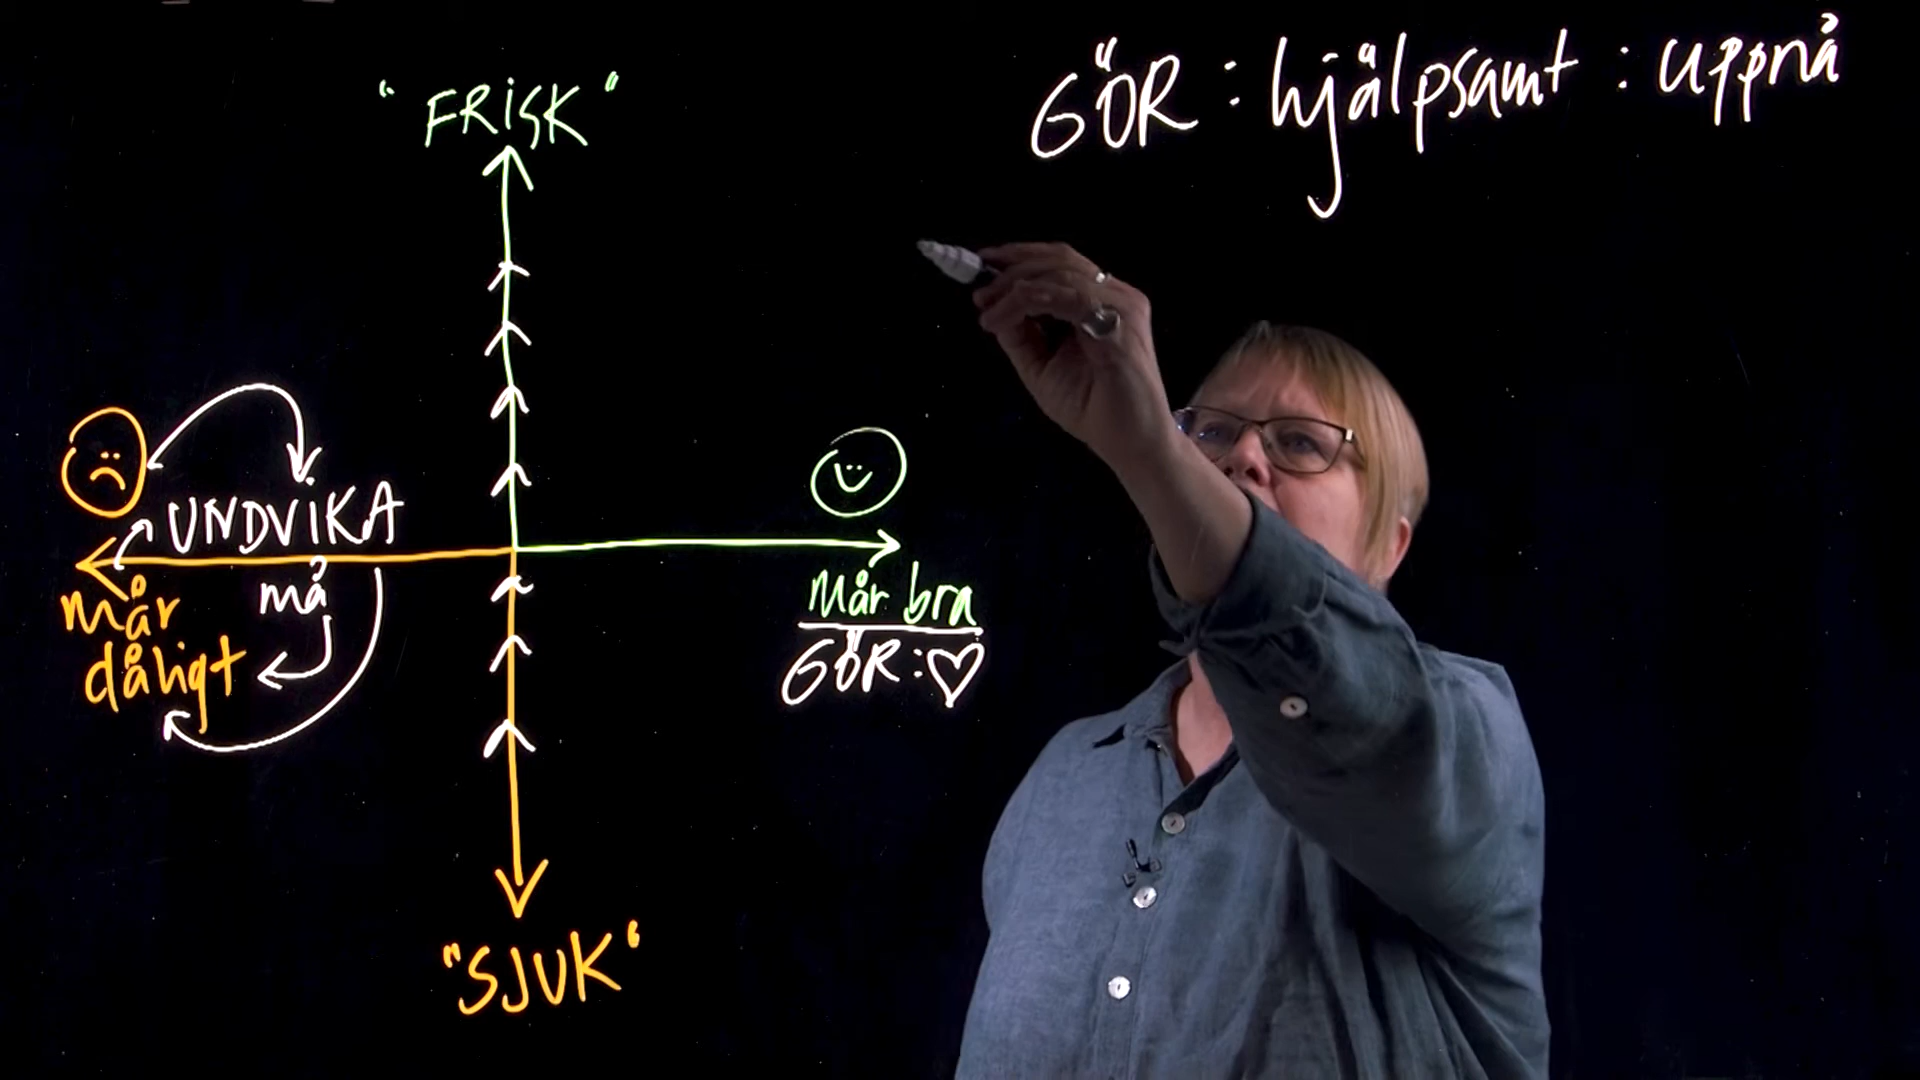 GÖR : hjälpsamt : uppnå
"FRiSK"
UNDViKA
må
mår
dåligt
Mår bra
GÖR :
"SJUK"